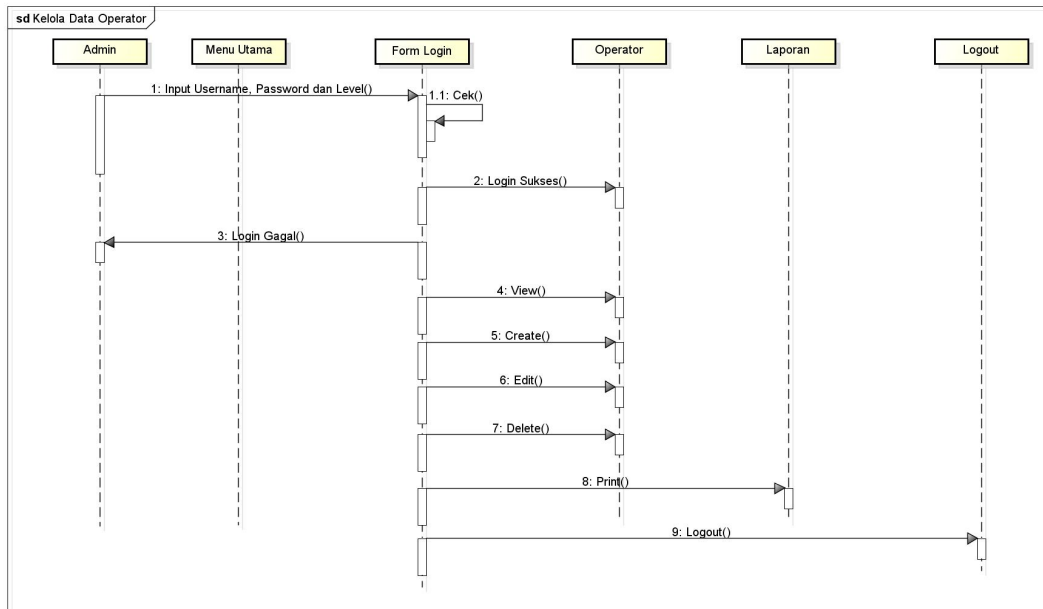 sd Kelola Data Operator
Admin
Menu Utama
Form Login
Operator
Laporan
Logout
1: Input Username, Password dan Level()
1.1: Cek()
2: Login Sukses()
3: Login Gagal()
4: View()
5: Create()
6: Edit()
7: Delete()
8: Print()
9: Logout()